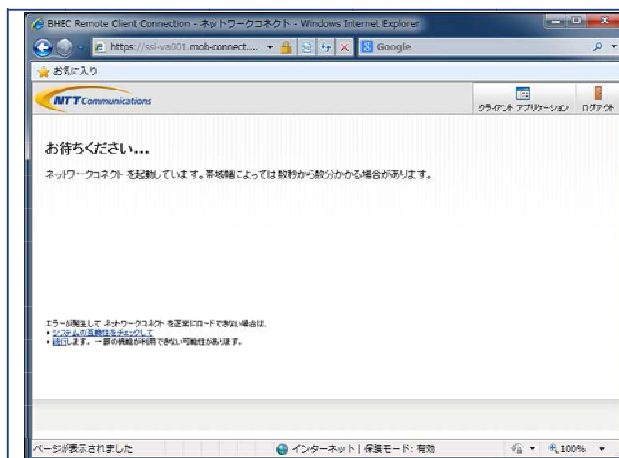 BHEC Remote Client Connection - ネットワークコネクト - Windows Internet Explorer
https://ssl-va001.mob-connect....
Google
お気に入り
NTT Communications
クライアント アプリケーション ログアウト
お待ちください...
ネットワークコネクト を起動しています。帯域幅によっては 数秒から数分かかる場合があります。
エラーが発生して ネットワークコネクト を正常にロードできない場合は、
• システムの互換性をチェックして
• 続行します。 一部の機能が利用できない可能性があります。
ページが表示されました
インターネット | 保護モード: 有効
100%